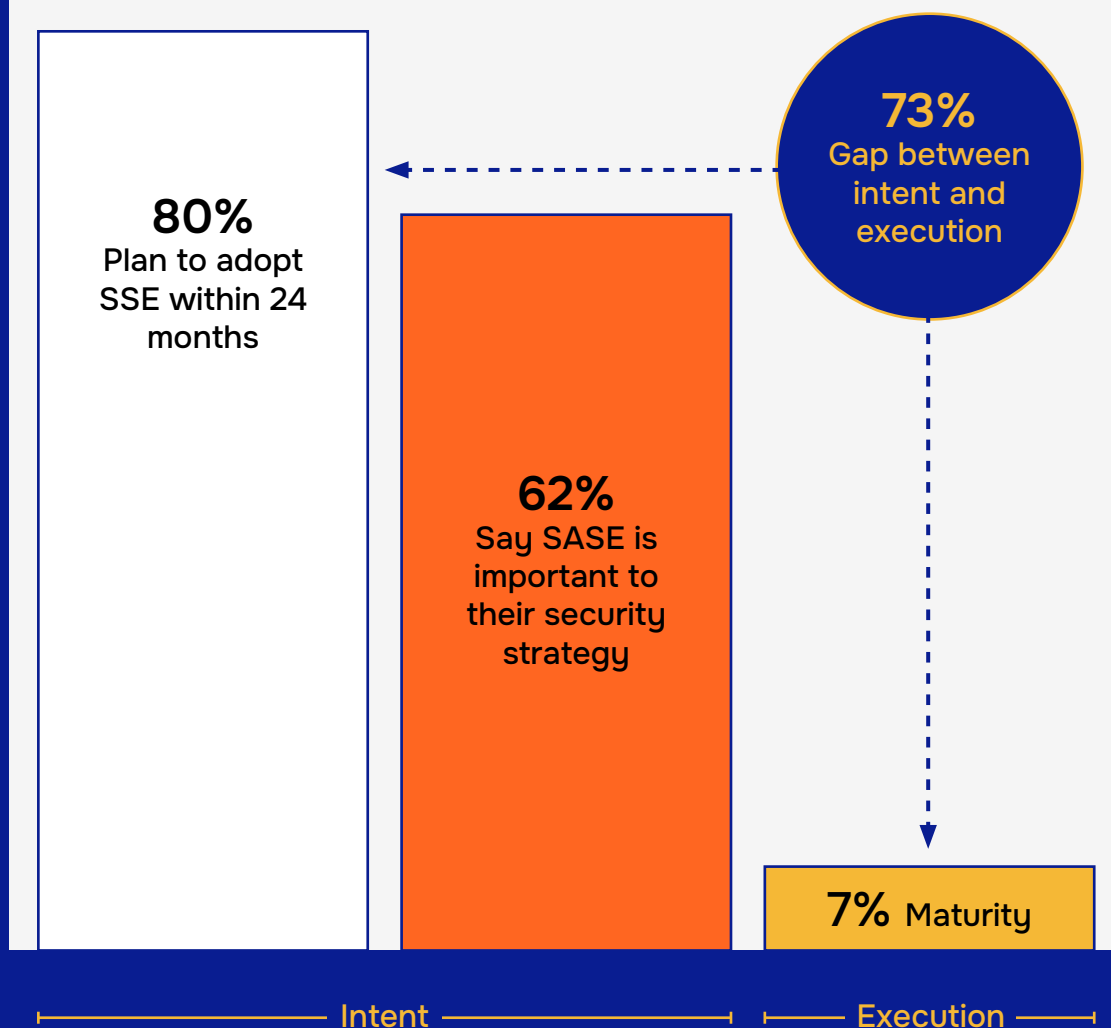 80%
Plan to adopt
SSE within 24
months
62%
Say SASE is
important to
their security
strategy
73%
Gap between
intent and
execution
7% Maturity
Intent
Execution